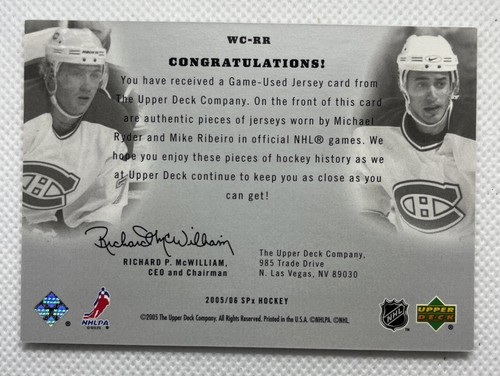 WC-RR
CONGRATULATIONS!
You have received a Game-Used Jersey card from
The Upper Deck Company. On the front of this card
are authentic pieces of jerseys worn by Michael
Ryder and Mike Ribeiro in official NHL® games. We
hope you enjoy these pieces of hockey history as we
at Upper Deck continue to keep you as close as you
can get!
Richard P. McWilliam
RICHARD P. McWILLIAM,
CEO and Chairman
The Upper Deck Company,
985 Trade Drive
N. Las Vegas, NV 89030
2005/06 SPx HOCKEY
NHLPA
NHL
UPPER
DECK
©2005 The Upper Deck Company. All Rights Reserved. Printed in the U.S.A. ©NHLPA. ©NHL.